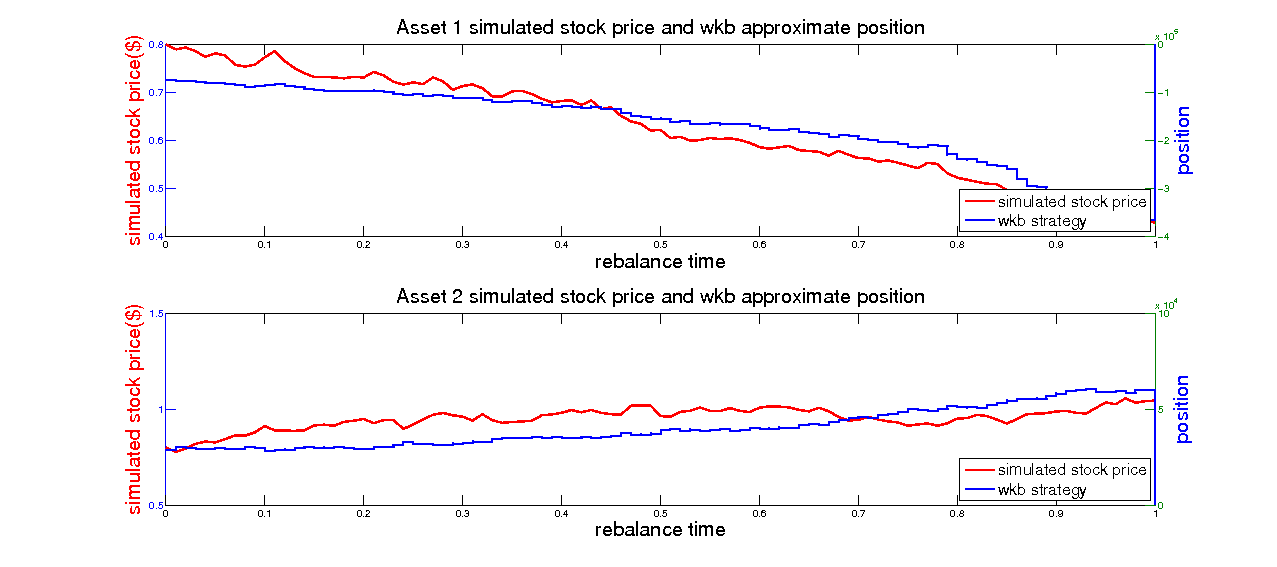 Asset 1 simulated stock price and wkb approximate position
x 10^5
simulated stock price($)
0.8
0.7
0.6
0.5
0.4
0
-1
-2
-3
-4
position
simulated stock price
wkb strategy
0 0.1 0.2 0.3 0.4 0.5 0.6 0.7 0.8 0.9 1
rebalance time
Asset 2 simulated stock price and wkb approximate position
x 10^4
simulated stock price($)
1.5
1
0.5
10
5
0
position
simulated stock price
wkb strategy
0 0.1 0.2 0.3 0.4 0.5 0.6 0.7 0.8 0.9 1
rebalance time